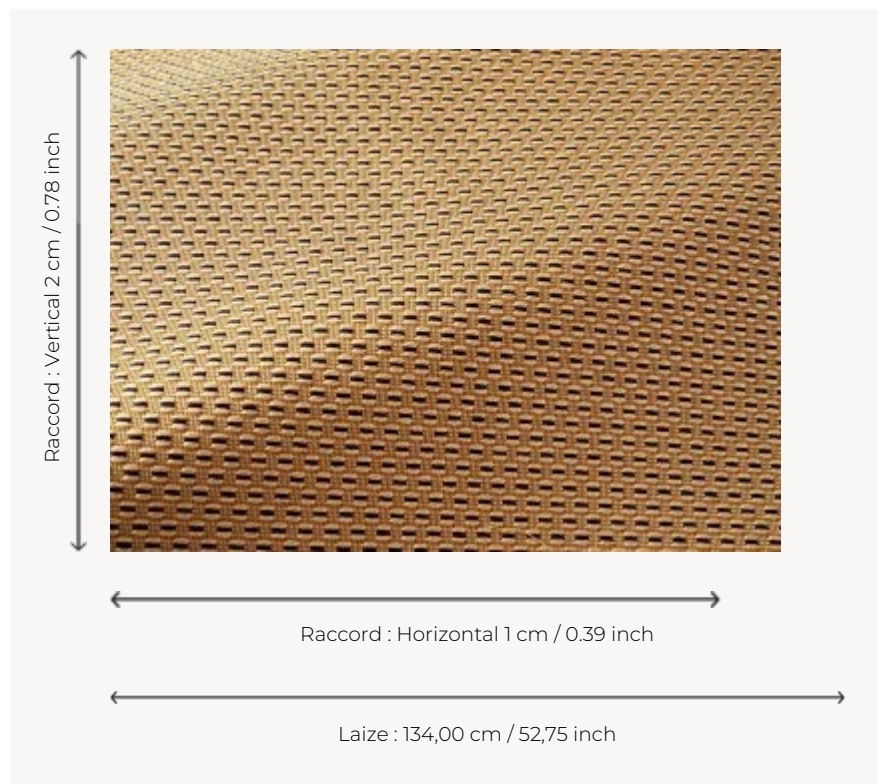 Raccord : Vertical 2 cm / 0.78 inch
Raccord : Horizontal 1 cm / 0.39 inch
Laize : 134,00 cm / 52,75 inch